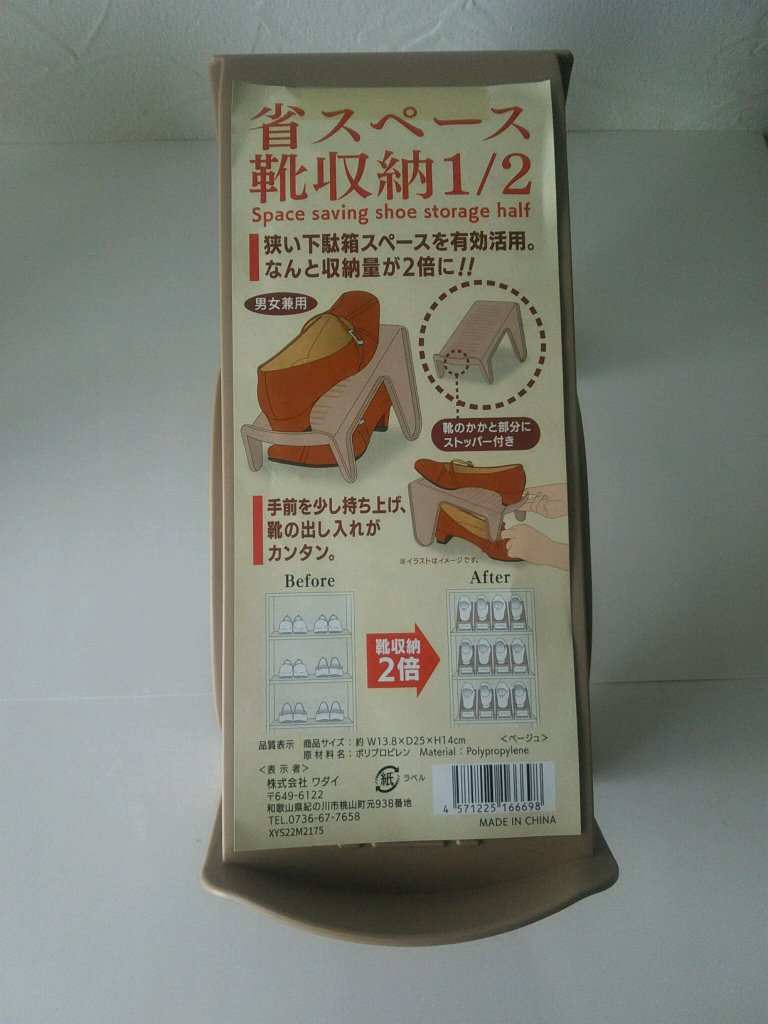 省スペース
靴収納1/2
Space saving shoe storage half
狭い下駄箱スペースを有効活用。
なんと収納量が2倍に!!
男女兼用
靴のかかと部分に
ストッパー付き
手前を少し持ち上げ、
靴の出し入れが
カンタン。
※イラストはイメージです。
Before
After
靴収納
2倍
品質表示 商品サイズ：約 W13.8×D25×H14cm <ベージュ>
原材料名：ポリプロピレン Material：Polypropylene
<表示者>
株式会社 ワダイ
〒649-6122
和歌山県紀の川市桃山町元938番地
TEL.0736-67-7658
XYS22M2175
紙 ラベル
4 571225 166698
MADE IN CHINA